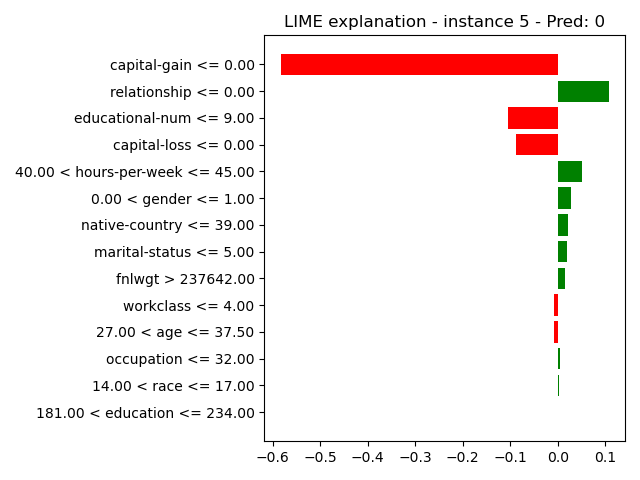 LIME explanation - instance 5 - Pred: 0
capital-gain <= 0.00
relationship <= 0.00
educational-num <= 9.00
capital-loss <= 0.00
40.00 < hours-per-week <= 45.00
0.00 < gender <= 1.00
native-country <= 39.00
marital-status <= 5.00
fnlwgt > 237642.00
workclass <= 4.00
27.00 < age <= 37.50
occupation <= 32.00
14.00 < race <= 17.00
181.00 < education <= 234.00
−0.6 −0.5 −0.4 −0.3 −0.2 −0.1 0.0 0.1